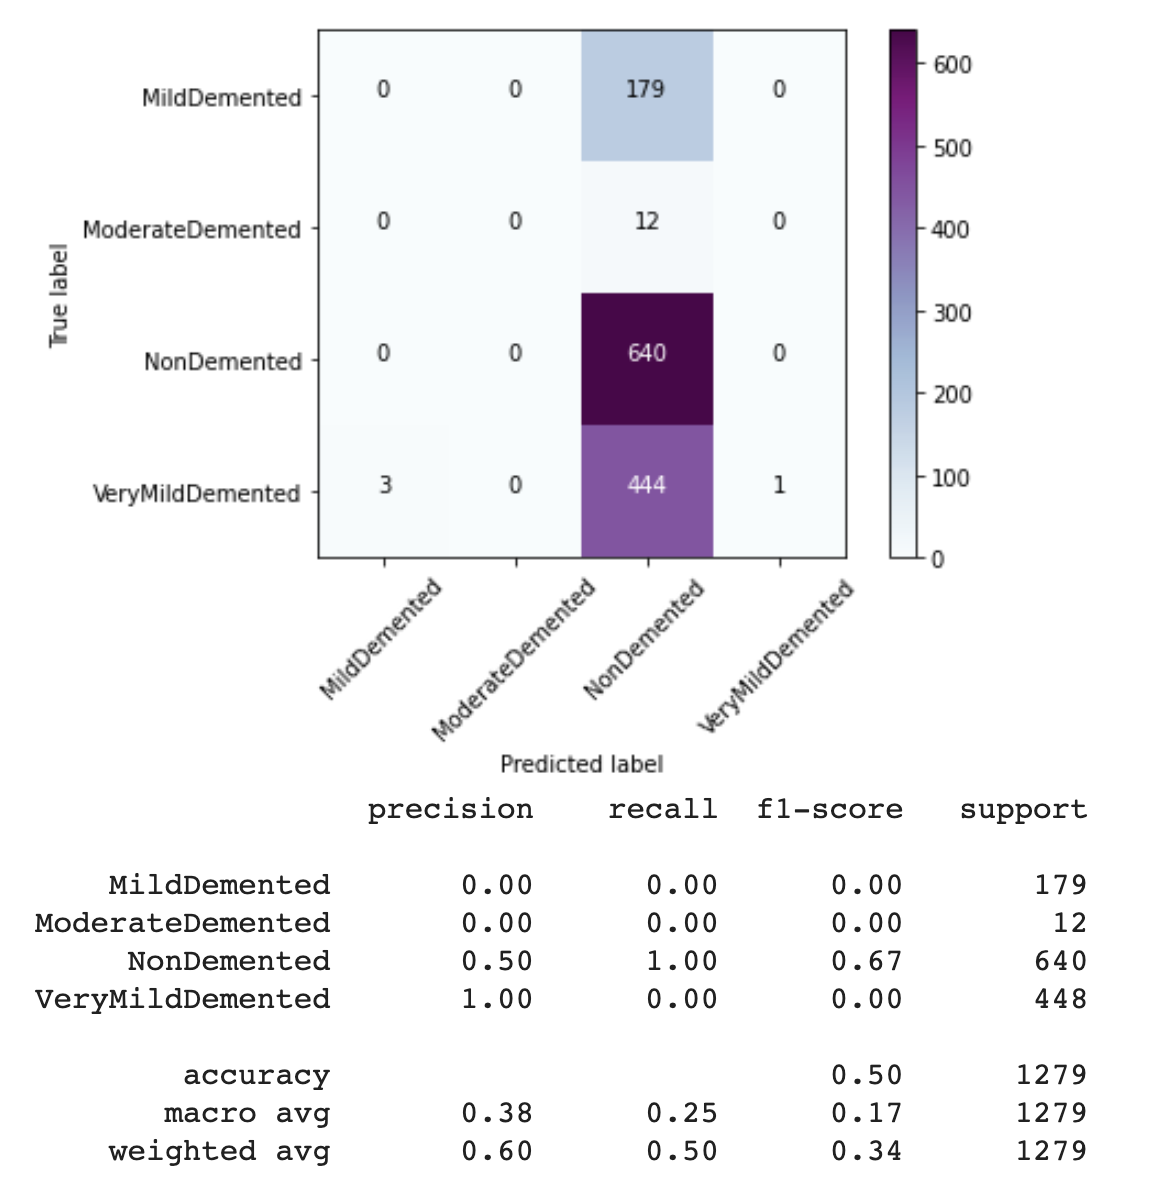 MildDemented 0 0 179 0
ModerateDemented 0 0 12 0
NonDemented 0 0 640 0
VeryMildDemented 3 0 444 1
True label
MildDemented
ModerateDemented
NonDemented
VeryMildDemented
Predicted label
600
500
400
300
200
100
0
precision recall f1-score support
MildDemented 0.00 0.00 0.00 179
ModerateDemented 0.00 0.00 0.00 12
NonDemented 0.50 1.00 0.67 640
VeryMildDemented 1.00 0.00 0.00 448
accuracy 0.50 1279
macro avg 0.38 0.25 0.17 1279
weighted avg 0.60 0.50 0.34 1279